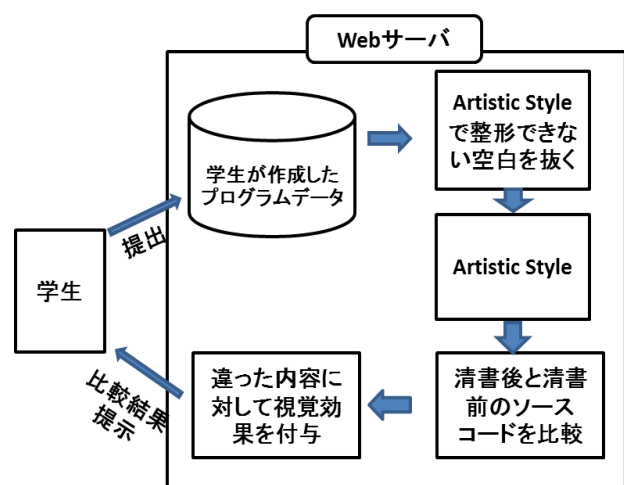 Webサーバ
学生が作成した
プログラムデータ
Artistic Style
で整形できな
い空白を抜く
提出
学生
Artistic Style
比較結果
提示
違った内容に
対して視覚効
果を付与
清書後と清書
前のソース
コードを比較